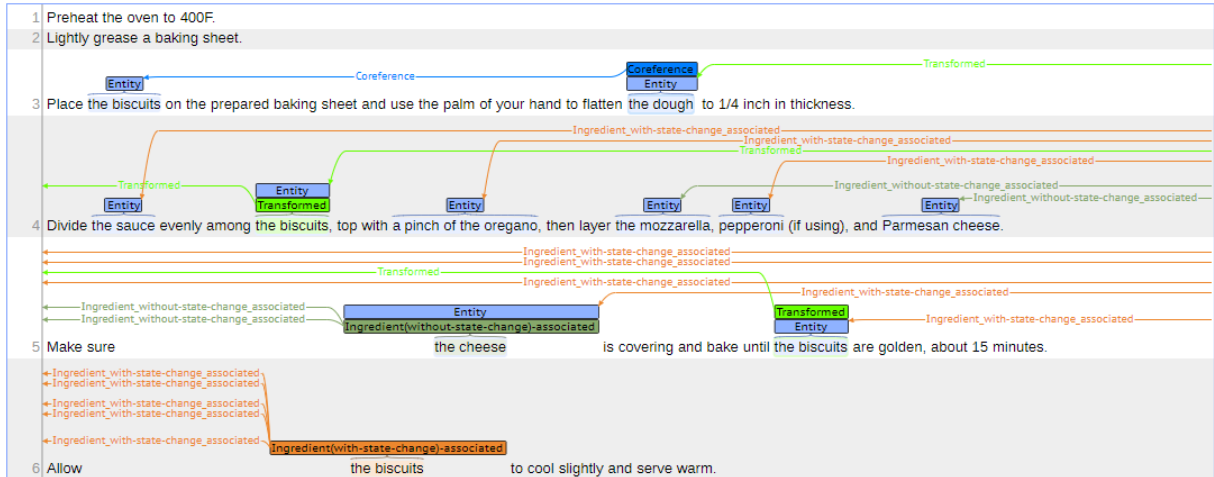 1 Preheat the oven to 400F.
2 Lightly grease a baking sheet.
Coreference Transformed
Entity Coreference Entity
3 Place the biscuits on the prepared baking sheet and use the palm of your hand to flatten the dough to 1/4 inch in thickness.
Ingredient_with-state-change_associated
Ingredient_with-state-change_associated
Transformed
Ingredient_with-state-change_associated
Transformed Entity Ingredient_without-state-change_associated
Entity Transformed Entity Entity Entity Entity Ingredient_without-state-change_associated
4 Divide the sauce evenly among the biscuits, top with a pinch of the oregano, then layer the mozzarella, pepperoni (if using), and Parmesan cheese.
Ingredient_with-state-change_associated
Ingredient_with-state-change_associated
Transformed
Ingredient_with-state-change_associated
Ingredient_with-state-change_associated
Ingredient_without-state-change_associated Entity Transformed
Ingredient_without-state-change_associated Ingredient(without-state-change)-associated Entity Ingredient_with-state-change_associated
5 Make sure the cheese is covering and bake until the biscuits are golden, about 15 minutes.
Ingredient_with-state-change_associated
Ingredient_with-state-change_associated
Ingredient_with-state-change_associated
Ingredient_with-state-change_associated
Ingredient_with-state-change_associated Ingredient(with-state-change)-associated
6 Allow the biscuits to cool slightly and serve warm.